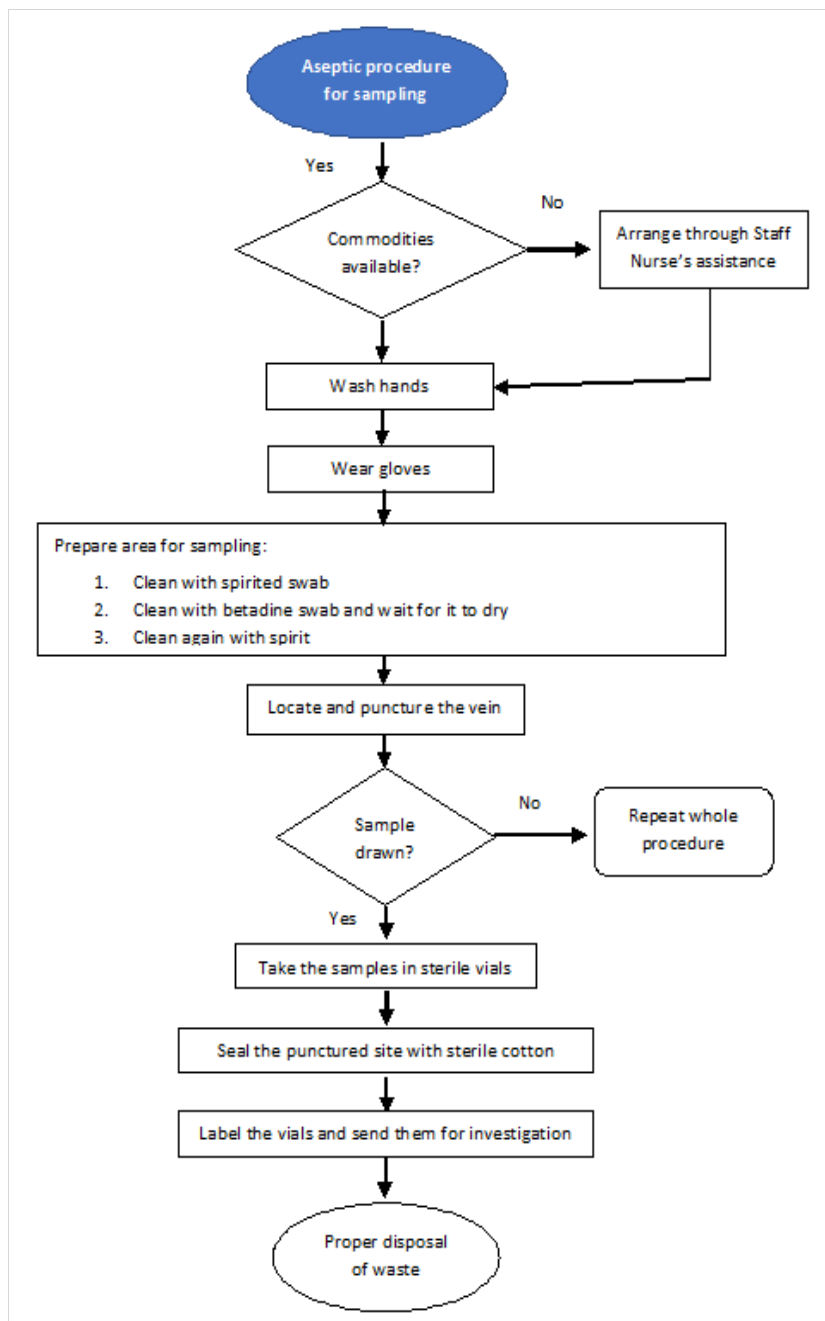 Aseptic procedure
for sampling
Yes
No
Commodities
available?
Arrange through Staff
Nurse's assistance
Wash hands
Wear gloves
Prepare area for sampling:
1. Clean with spirited swab
2. Clean with betadine swab and wait for it to dry
3. Clean again with spirit
Locate and puncture the vein
No
Sample
drawn?
Repeat whole
procedure
Yes
Take the samples in sterile vials
Seal the punctured site with sterile cotton
Label the vials and send them for investigation
Proper disposal
of waste